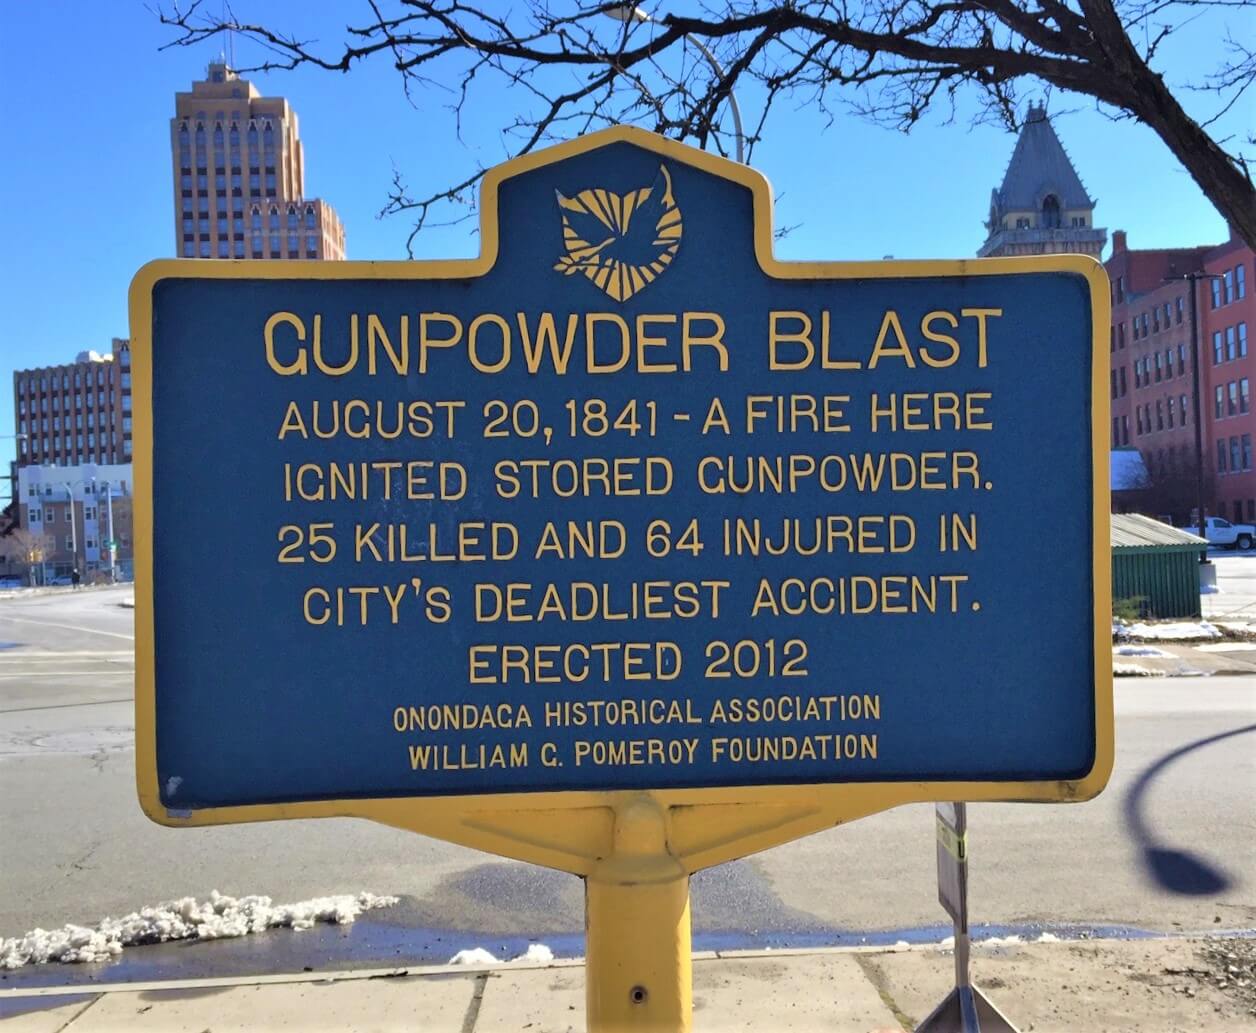 GUNPOWDER BLAST
AUGUST 20, 1841 - A FIRE HERE
IGNITED STORED GUNPOWDER.
25 KILLED AND 64 INJURED IN
CITY'S DEADLIEST ACCIDENT.
ERECTED 2012
ONONDAGA HISTORICAL ASSOCIATION
WILLIAM G. POMEROY FOUNDATION